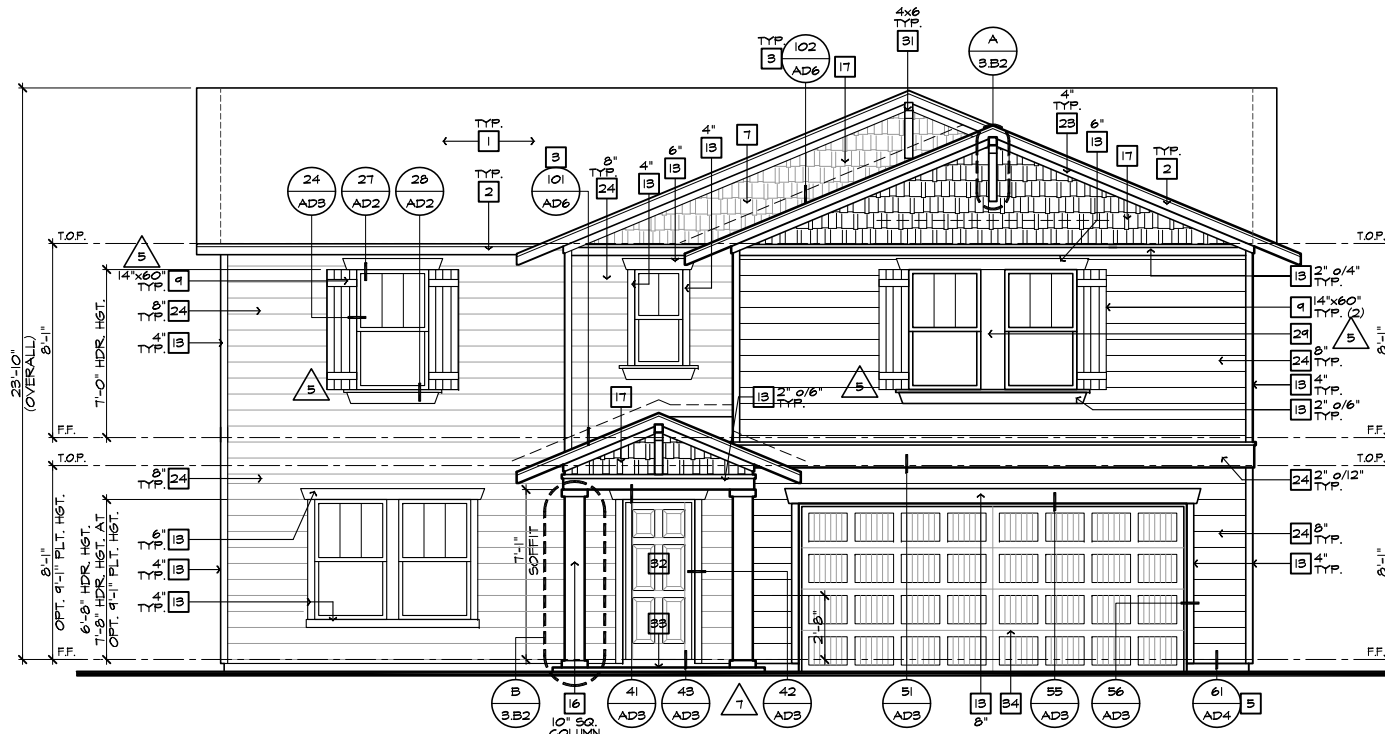 4x6
TYP.
31
A
3.B2
TYP.
3
102
AD6
17
4"
23
6"
13
17
TYP.
2
TYP.
1
3
101
AD6
8"
TYP.
24
4"
13
6"
13
4"
13
7
24
AD3
27
AD2
28
AD2
TYP.
2
T.O.P.
T.O.P.
5
14"x60"
TYP.
9
8"
TYP.
24
4"
TYP.
13
5
23'-10"
(OVERALL)
8'-1"
7'-0" HDR. HGT.
13
2" o/4"
TYP.
9
14"x60"
TYP. (2)
29
5
8'-1"
24
8"
TYP.
13
4"
TYP.
13
2" o/6"
TYP.
5
17
13
2" o/6"
TYP.
F.F.
F.F.
T.O.P.
T.O.P.
8"
TYP.
24
24
2" o/12"
TYP.
6"
TYP.
13
4"
TYP.
13
4"
TYP.
13
8'-1"
OPT. 9'-1" PLT. HGT.
6'-8" HDR. HGT.
7'-8" HDR. HGT. AT
OPT. 9'-1" PLT. HGT.
7'-1"
SOFFIT
32
33
2'-8"
24
8"
TYP.
13
4"
TYP.
8'-1"
F.F.
F.F.
B
3.B2
16
10" SQ.
COLUMN
41
AD3
43
AD3
7
42
AD3
51
AD3
13
8"
34
55
AD3
56
AD3
61
AD4
5